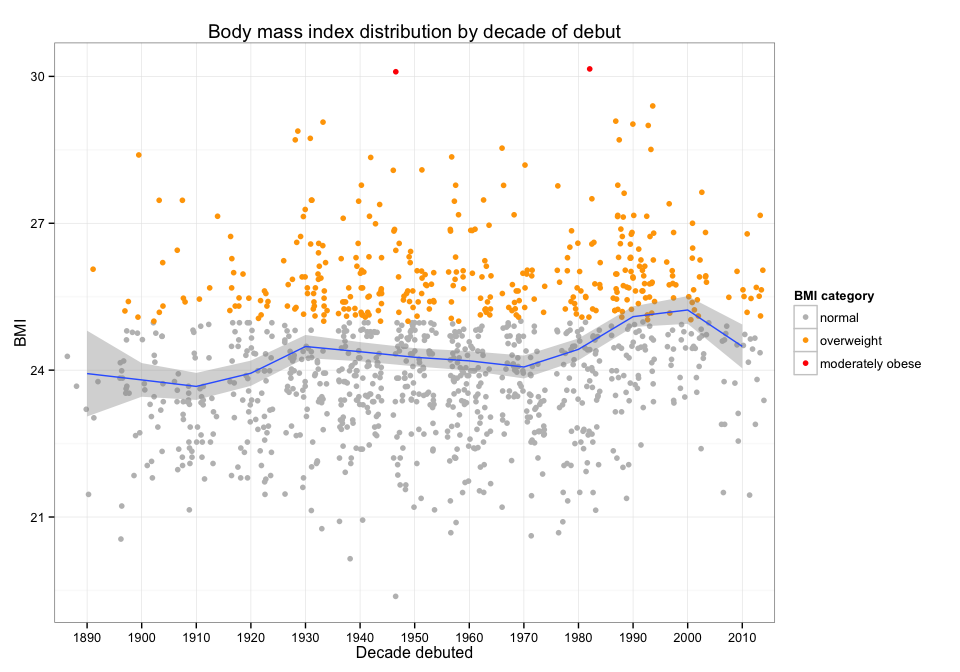 Body mass index distribution by decade of debut
30
27
24
21
BMI
1890 1900 1910 1920 1930 1940 1950 1960 1970 1980 1990 2000 2010
Decade debuted
BMI category
normal
overweight
moderately obese